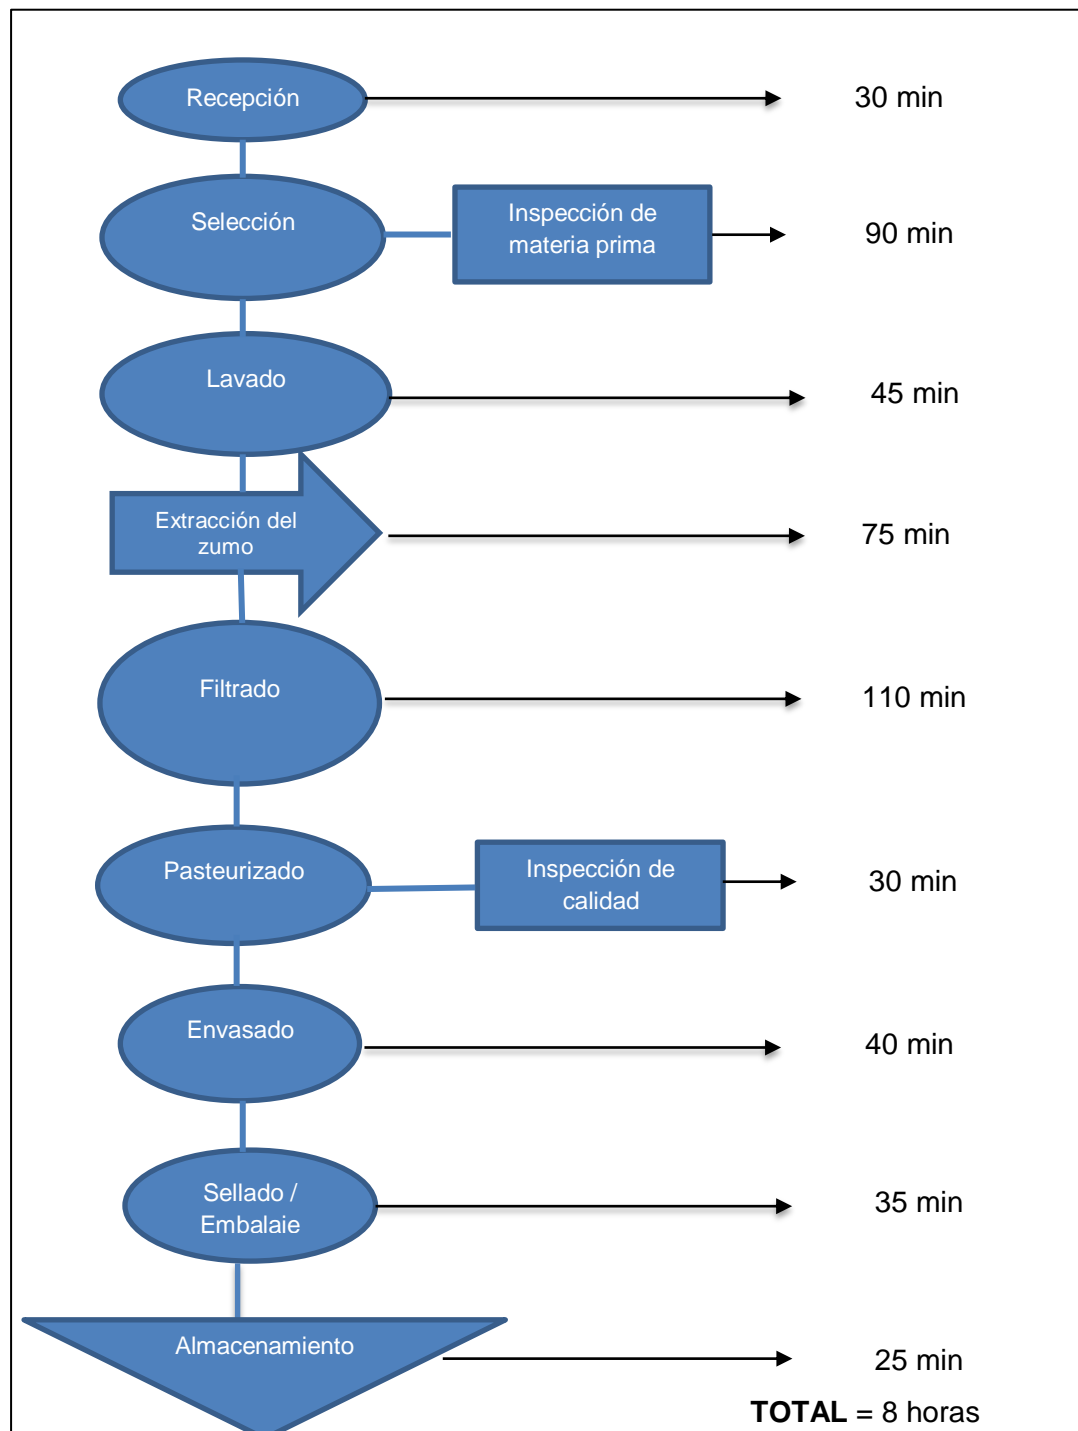 Recepción
30 min
Selección
Inspección de
materia prima
90 min
Lavado
45 min
Extracción del
zumo
75 min
Filtrado
110 min
Pasteurizado
Inspección de
calidad
30 min
Envasado
40 min
Sellado /
Embalaie
35 min
Almacenamiento
25 min
TOTAL = 8 horas